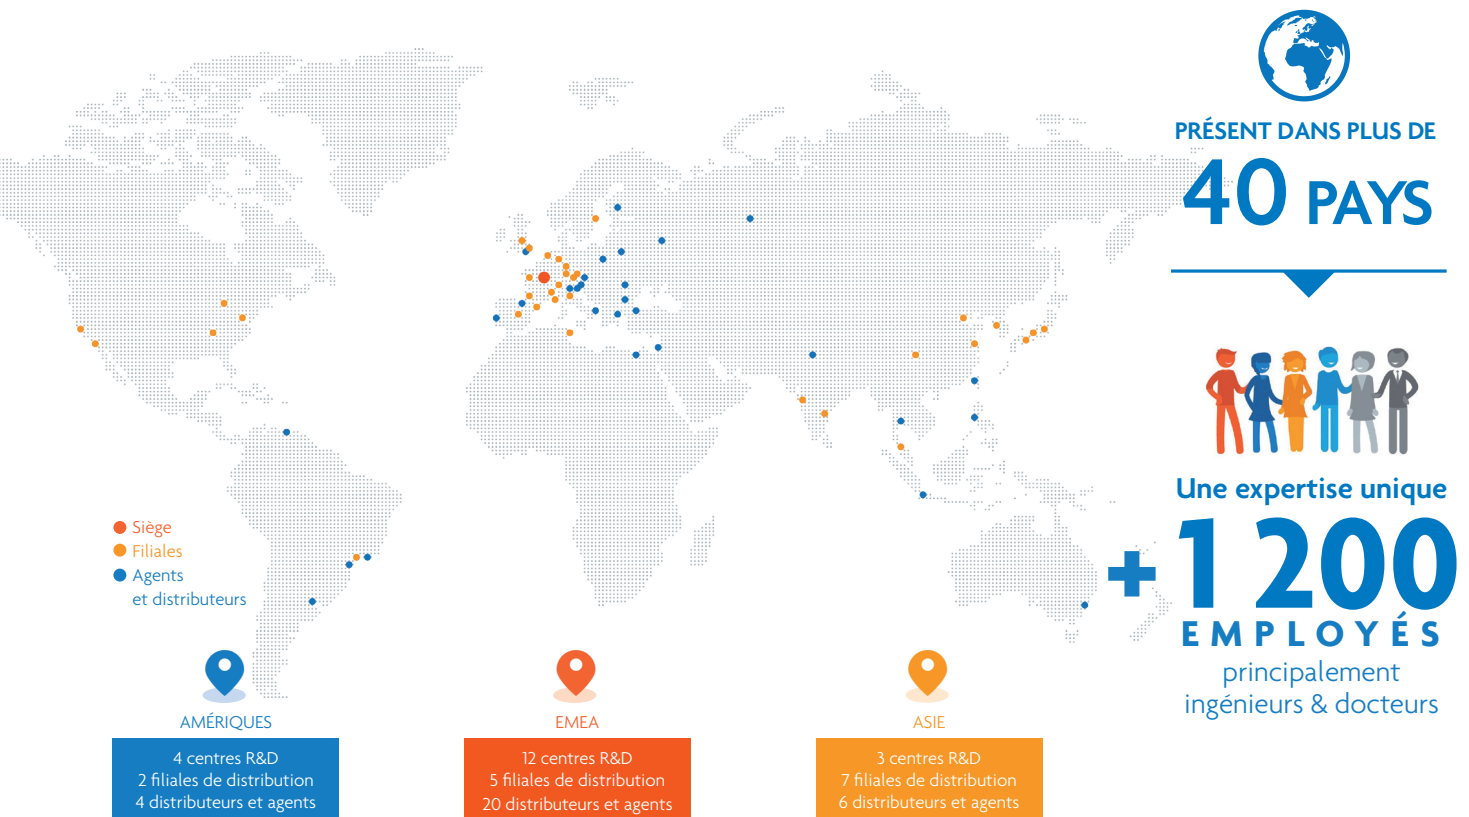 PRÉSENT DANS PLUS DE
40 PAYS
Une expertise unique
+1 200
EMPLOYÉS
principalement
ingénieurs & docteurs
Siège
Filiales
Agents
et distributeurs
AMÉRIQUES
4 centres R&D
2 filiales de distribution
4 distributeurs et agents
EMEA
12 centres R&D
5 filiales de distribution
20 distributeurs et agents
ASIE
3 centres R&D
7 filiales de distribution
6 distributeurs et agents